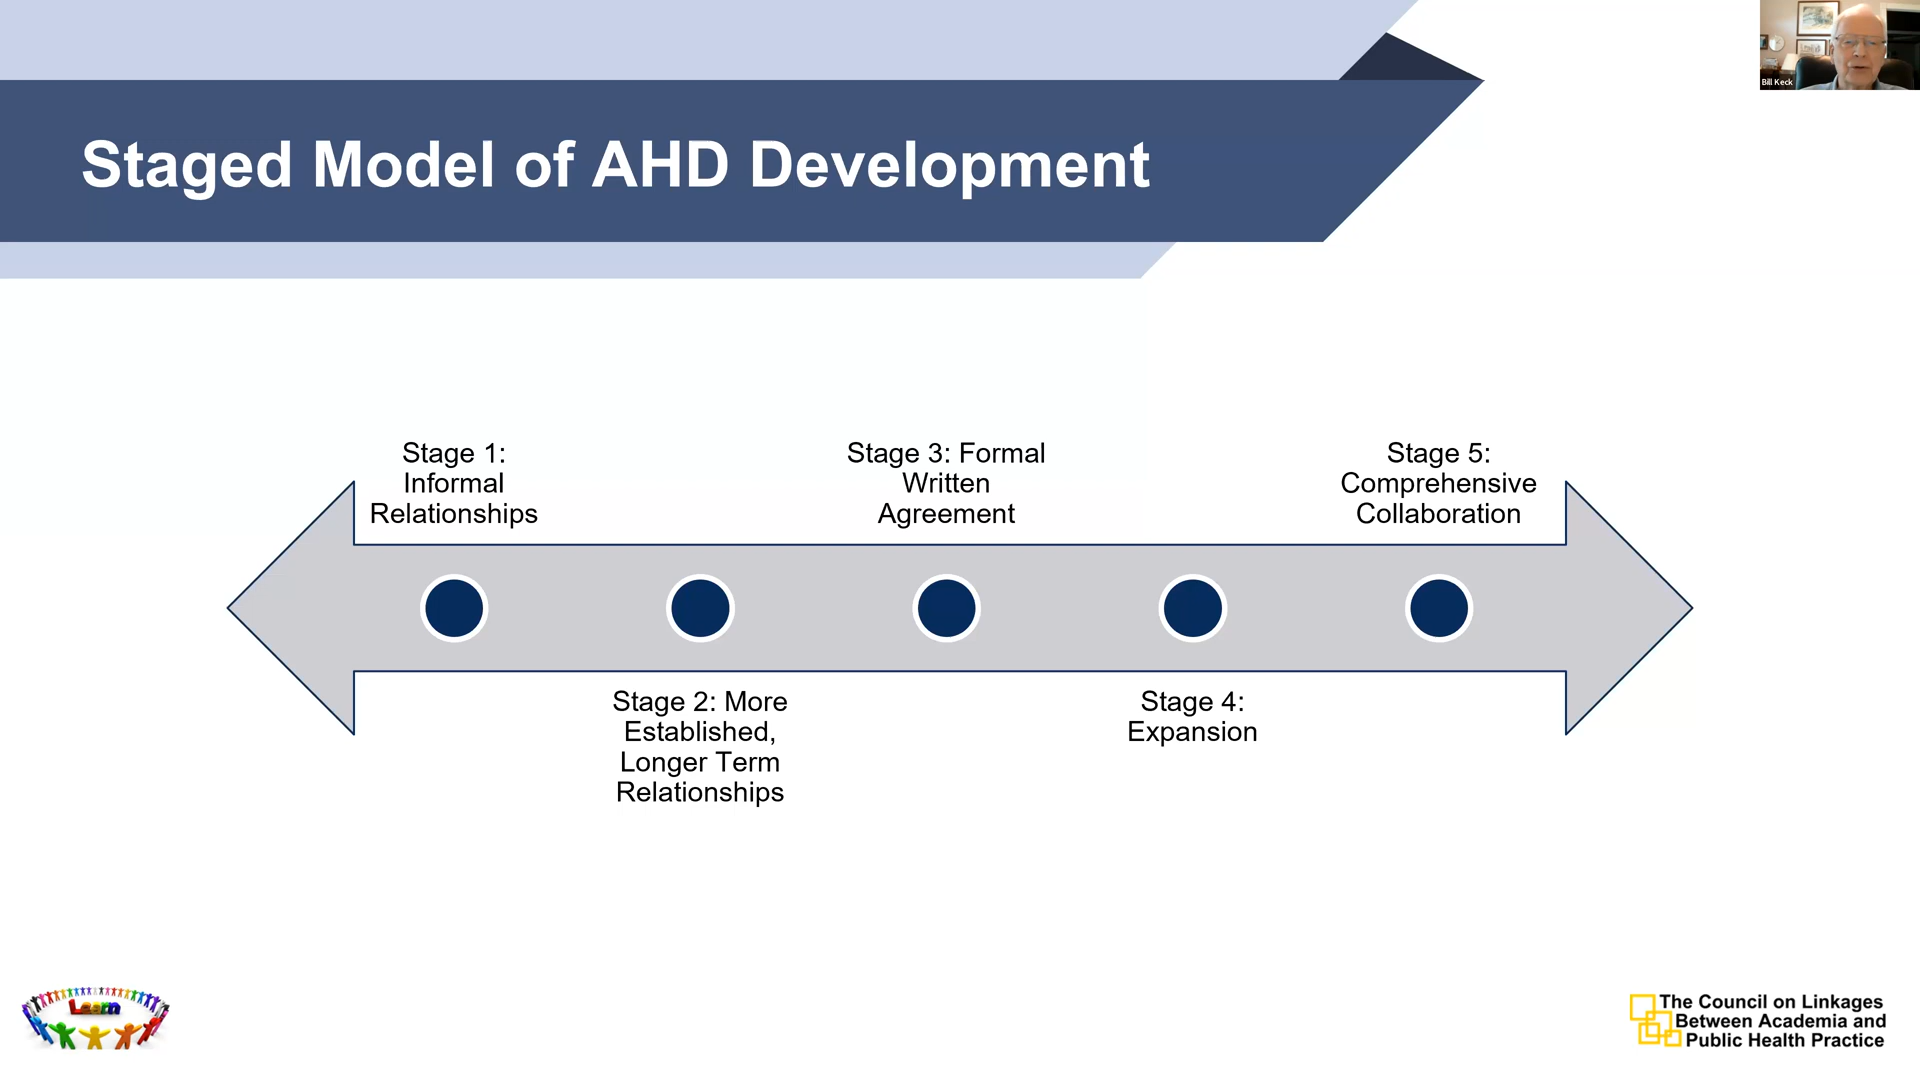 Bill Keck
Staged Model of AHD Development
Stage 1:
Informal
Relationships
Stage 3: Formal
Written
Agreement
Stage 5:
Comprehensive
Collaboration
Stage 2: More
Established,
Longer Term
Relationships
Stage 4:
Expansion
Learn
The Council on Linkages
Between Academia and
Public Health Practice